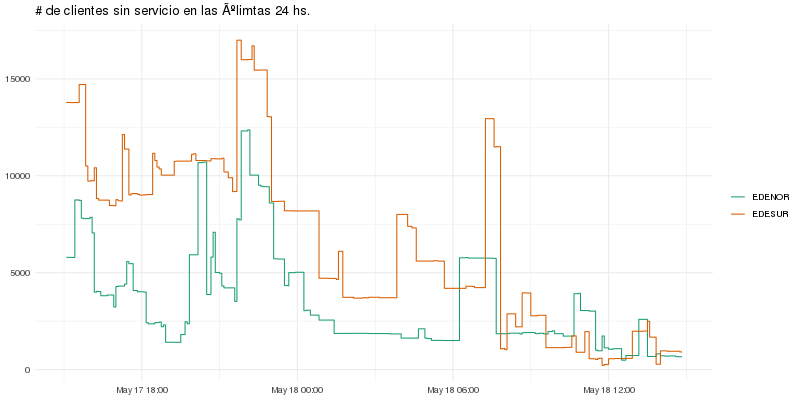 # de clientes sin servicio en las Ãºlimtas 24 hs.
15000
10000
5000
0
May 17 18:00
May 18 00:00
May 18 06:00
May 18 12:00
EDENOR
EDESUR